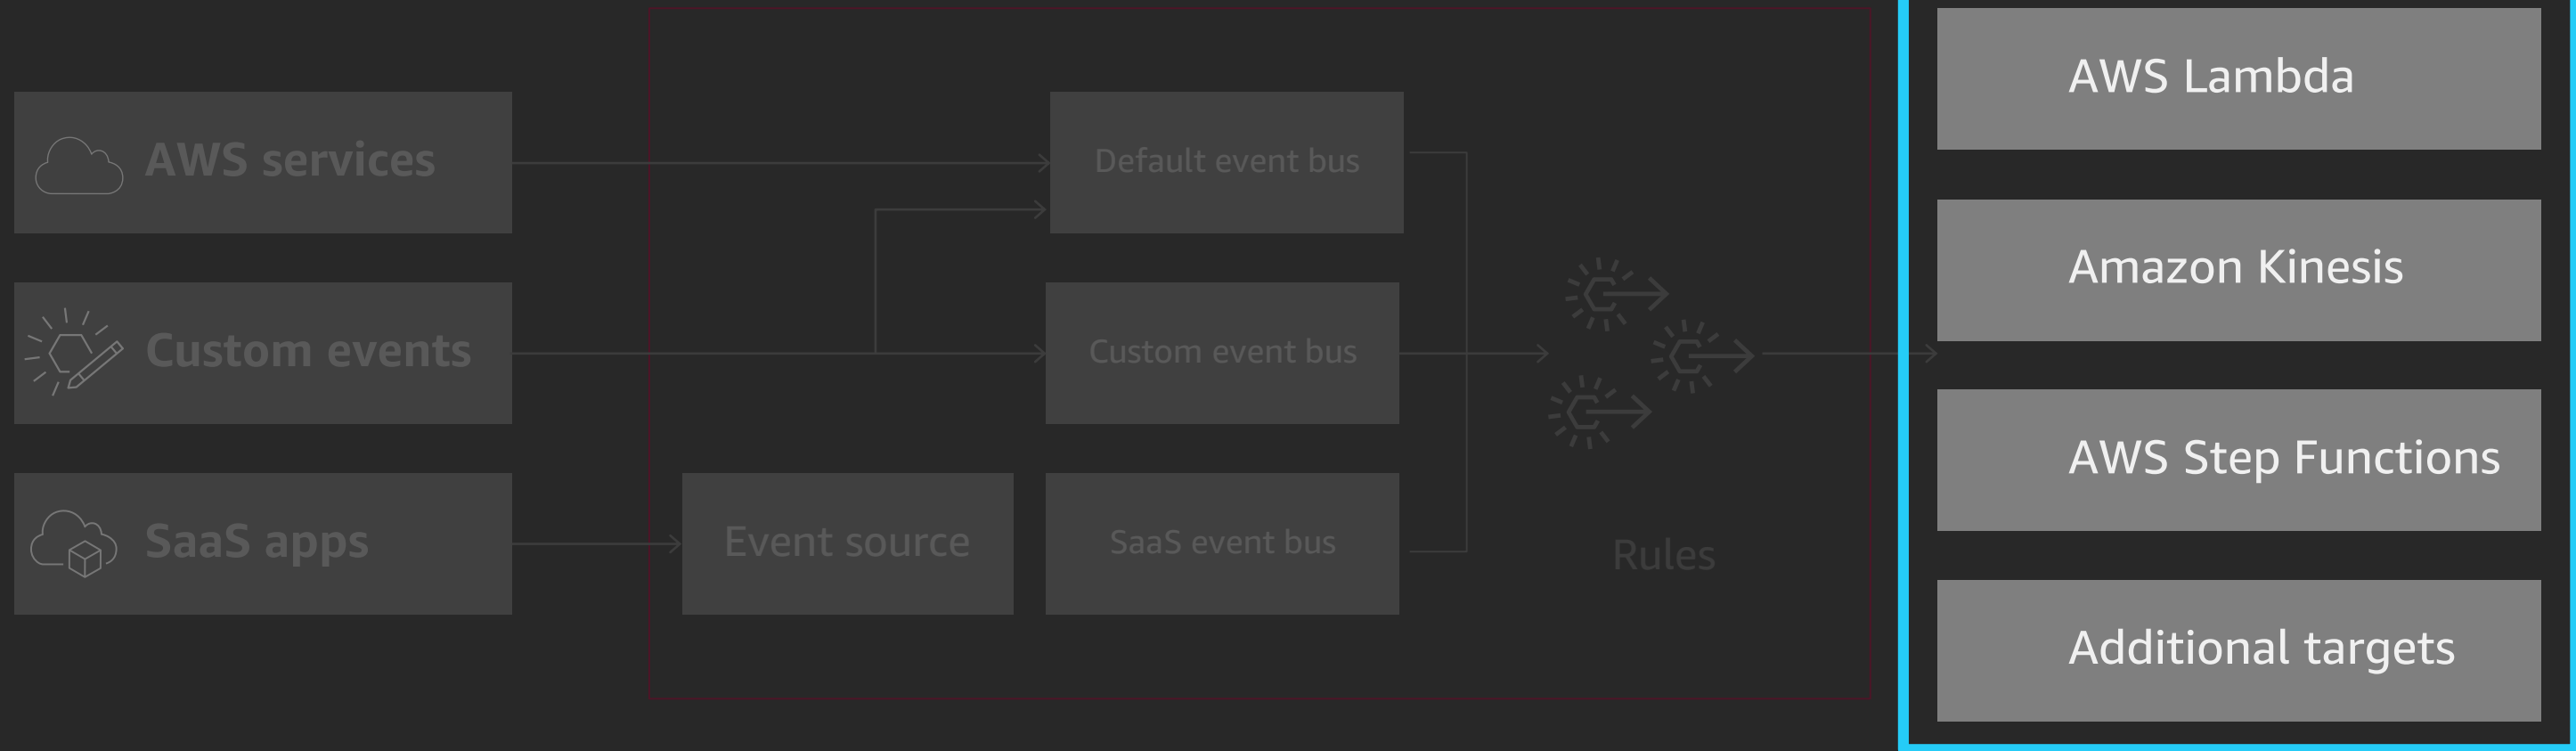 AWS services
Custom events
SaaS apps
Event source
Default event bus
Custom event bus
SaaS event bus
Rules
AWS Lambda
Amazon Kinesis
AWS Step Functions
Additional targets